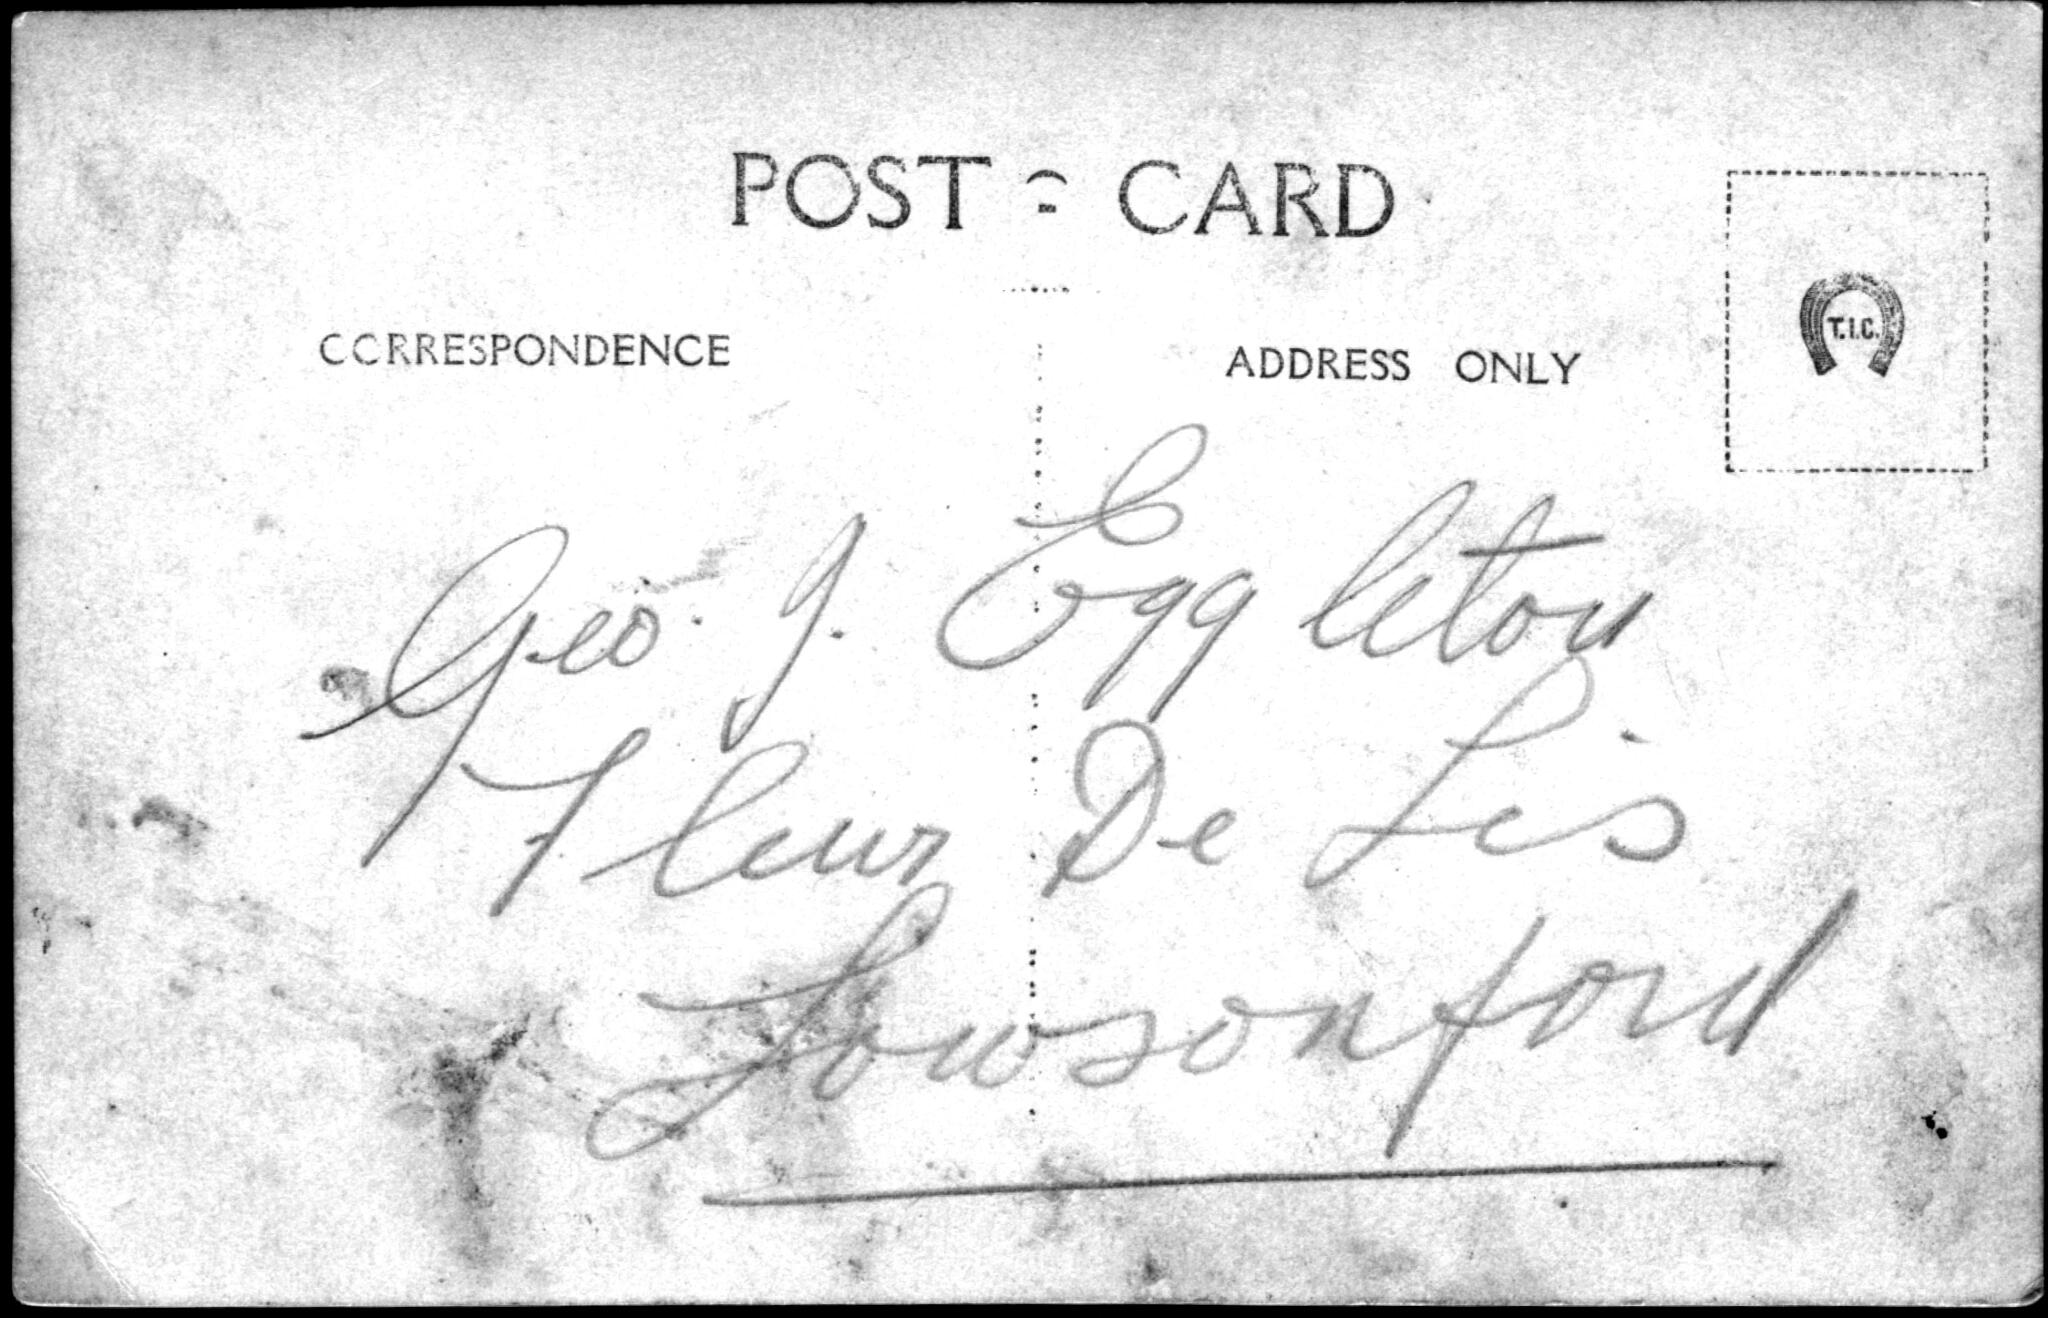 POST - CARD
CORRESPONDENCE
ADDRESS ONLY
T.I.C.
Geo. J. Eggleton
Fleur De Lis
Lowsonford